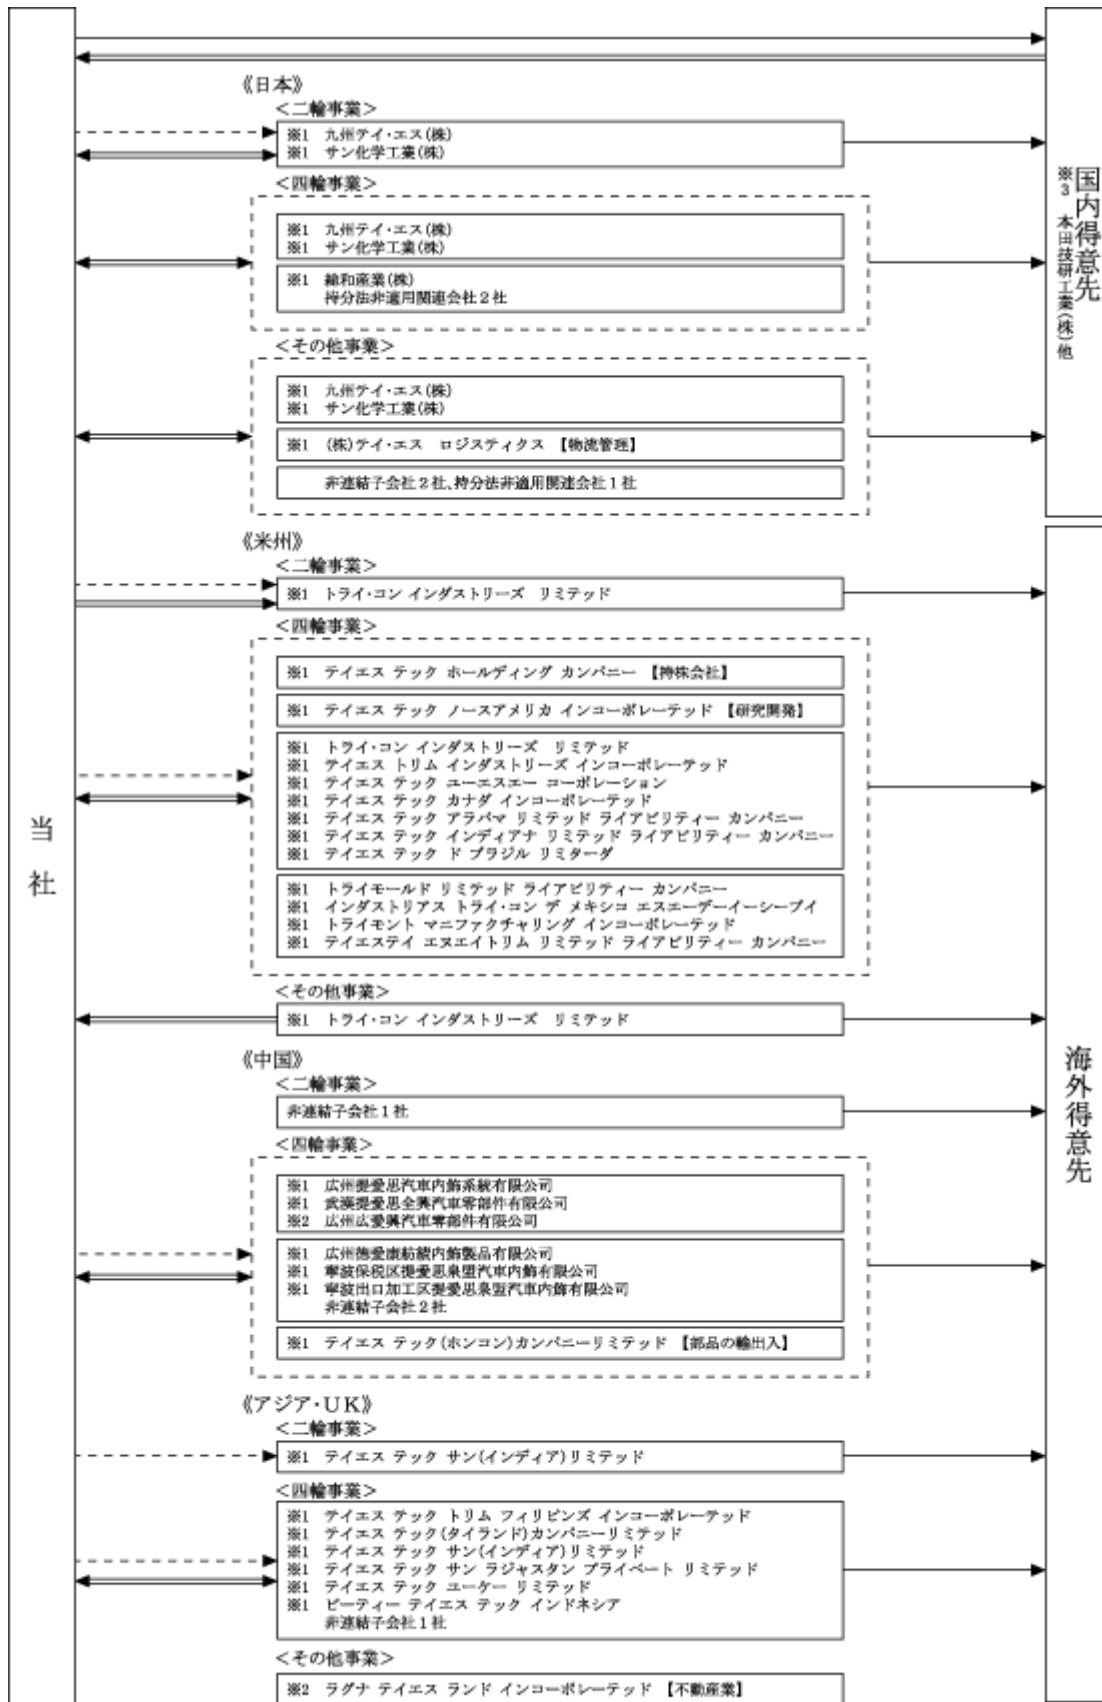 当社
国内得意先
※3 本田技研工業(株)他
海外得意先
《日本》
<二輪事業>
※1 九州テイ・エス(株)
※1 サン化学工業(株)
<四輪事業>
※1 九州テイ・エス(株)
※1 サン化学工業(株)
※1 総和産業(株)
持分法非適用関連会社2社
<その他事業>
※1 九州テイ・エス(株)
※1 サン化学工業(株)
※1 (株)テイ・エス ロジスティクス 【物流管理】
非連結子会社2社、持分法非適用関連会社1社
《米州》
<二輪事業>
※1 トライ・コン インダストリーズ リミテッド
<四輪事業>
※1 テイエス テック ホールディング カンパニー 【持株会社】
※1 テイエス テック ノースアメリカ インコーポレーテッド 【研究開発】
※1 トライ・コン インダストリーズ リミテッド
※1 テイエス トリム インダストリーズ インコーポレーテッド
※1 テイエス テック ユーエスエー コーポレーション
※1 テイエス テック カナダ インコーポレーテッド
※1 テイエス テック アラバマ リミテッド ライアビリティー カンパニー
※1 テイエス テック インディアナ リミテッド ライアビリティー カンパニー
※1 テイエス テック ド ブラジル リミターダ
※1 トライモールド リミテッド ライアビリティー カンパニー
※1 インダストリアス トライ・コン デ メキシコ エスエーデーイーシーブイ
※1 トライモント マニファクチャリング インコーポレーテッド
※1 テイエステイ エヌエイトリム リミテッド ライアビリティー カンパニー
<その他事業>
※1 トライ・コン インダストリーズ リミテッド
《中国》
<二輪事業>
非連結子会社1社
<四輪事業>
※1 広州提愛思汽車内飾系統有限公司
※1 武漢提愛思全興汽車零部件有限公司
※2 広州広愛興汽車零部件有限公司
※1 広州徳愛康紡績内飾製品有限公司
※1 寧波保税区提愛思泉盟汽車内飾有限公司
※1 寧波出口加工区提愛思泉盟汽車内飾有限公司
非連結子会社2社
※1 テイエス テック(ホンコン)カンパニーリミテッド 【部品の輸出入】
《アジア・UK》
<二輪事業>
※1 テイエス テック サン(インディア)リミテッド
<四輪事業>
※1 テイエス テック トリム フィリピンズ インコーポレーテッド
※1 テイエス テック(タイランド)カンパニーリミテッド
※1 テイエス テック サン(インディア)リミテッド
※1 テイエス テック サン ラジャスタン プライベート リミテッド
※1 テイエス テック ユーケー リミテッド
※1 ピーティー テイエス テック インドネシア
非連結子会社1社
<その他事業>
※2 ラグナ テイエス ランド インコーポレーテッド 【不動産業】